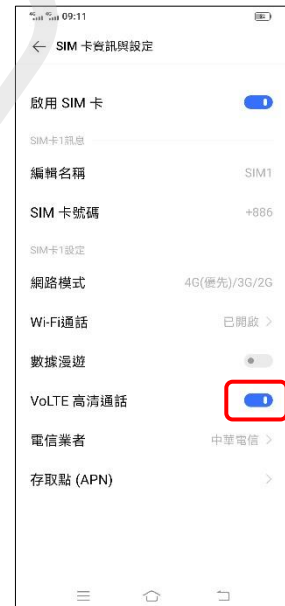 4G 4G 09:11
← SIM 卡資訊與設定
啟用 SIM 卡
SIM卡1訊息
編輯名稱 SIM1
SIM 卡號碼 +886
SIM卡1設定
網路模式 4G(優先)/3G/2G
Wi-Fi通話 已開啟 >
數據漫遊
VoLTE 高清通話
電信業者 中華電信 >
存取點 (APN) >